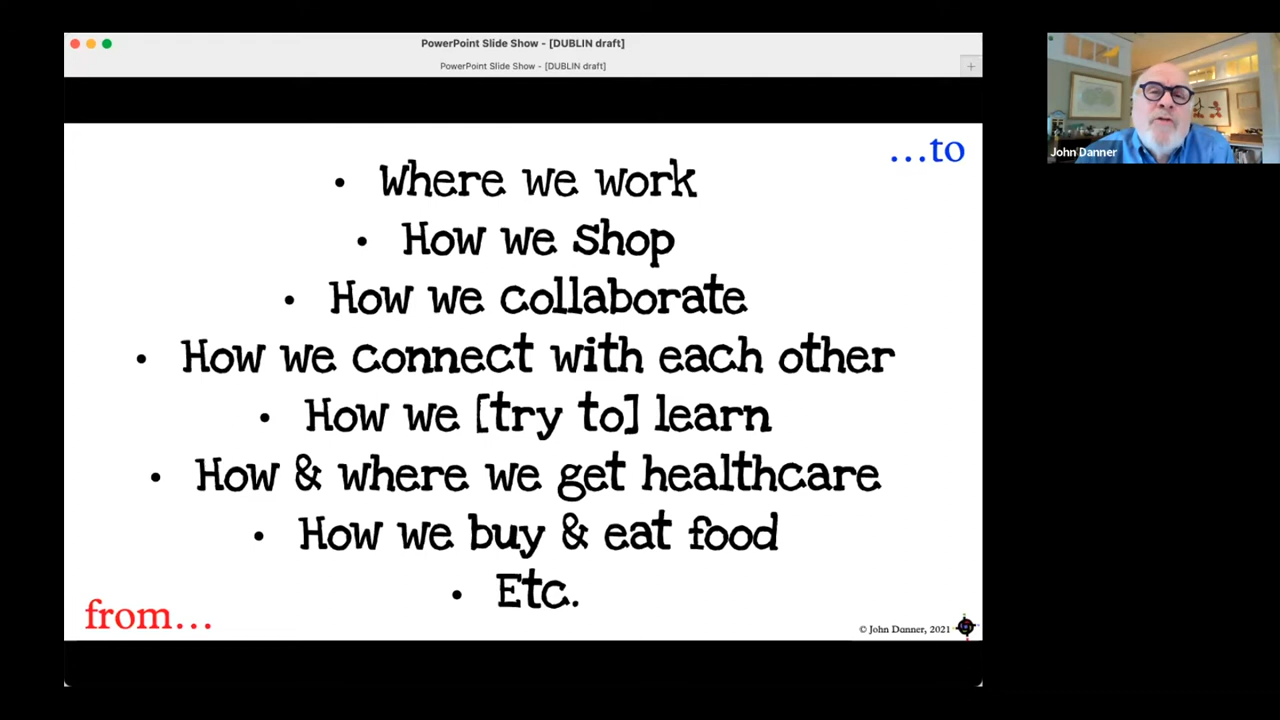 PowerPoint Slide Show - [DUBLIN draft]
PowerPoint Slide Show - [DUBLIN draft]
+
…to
• Where we work
• How we shop
• How we collaborate
• How we connect with each other
• How we [try to] learn
• How & where we get healthcare
• How we buy & eat food
• Etc.
from…
© John Danner, 2021
John Danner